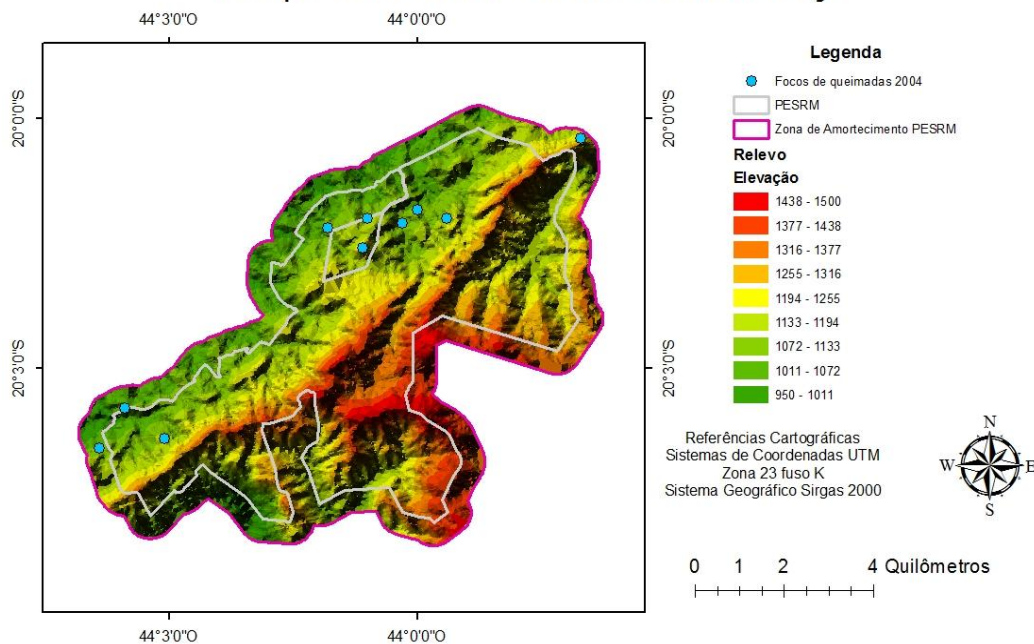 44°3'0"W
44°0'0"W
20°0'0"S
20°3'0"S
20°0'0"S
20°3'0"S
44°3'0"W
44°0'0"W
Legenda
Focos de queimadas 2004
PESRM
Zona de Amortecimento PESRM
Relevo
Elevação
1438 - 1500
1377 - 1438
1316 - 1377
1255 - 1316
1194 - 1255
1133 - 1194
1072 - 1133
1011 - 1072
950 - 1011
Referências Cartográficas
Sistemas de Coordenadas UTM
Zona 23 fuso K
Sistema Geográfico Sirgas 2000
N
W E
S
0 1 2 4 Quilômetros